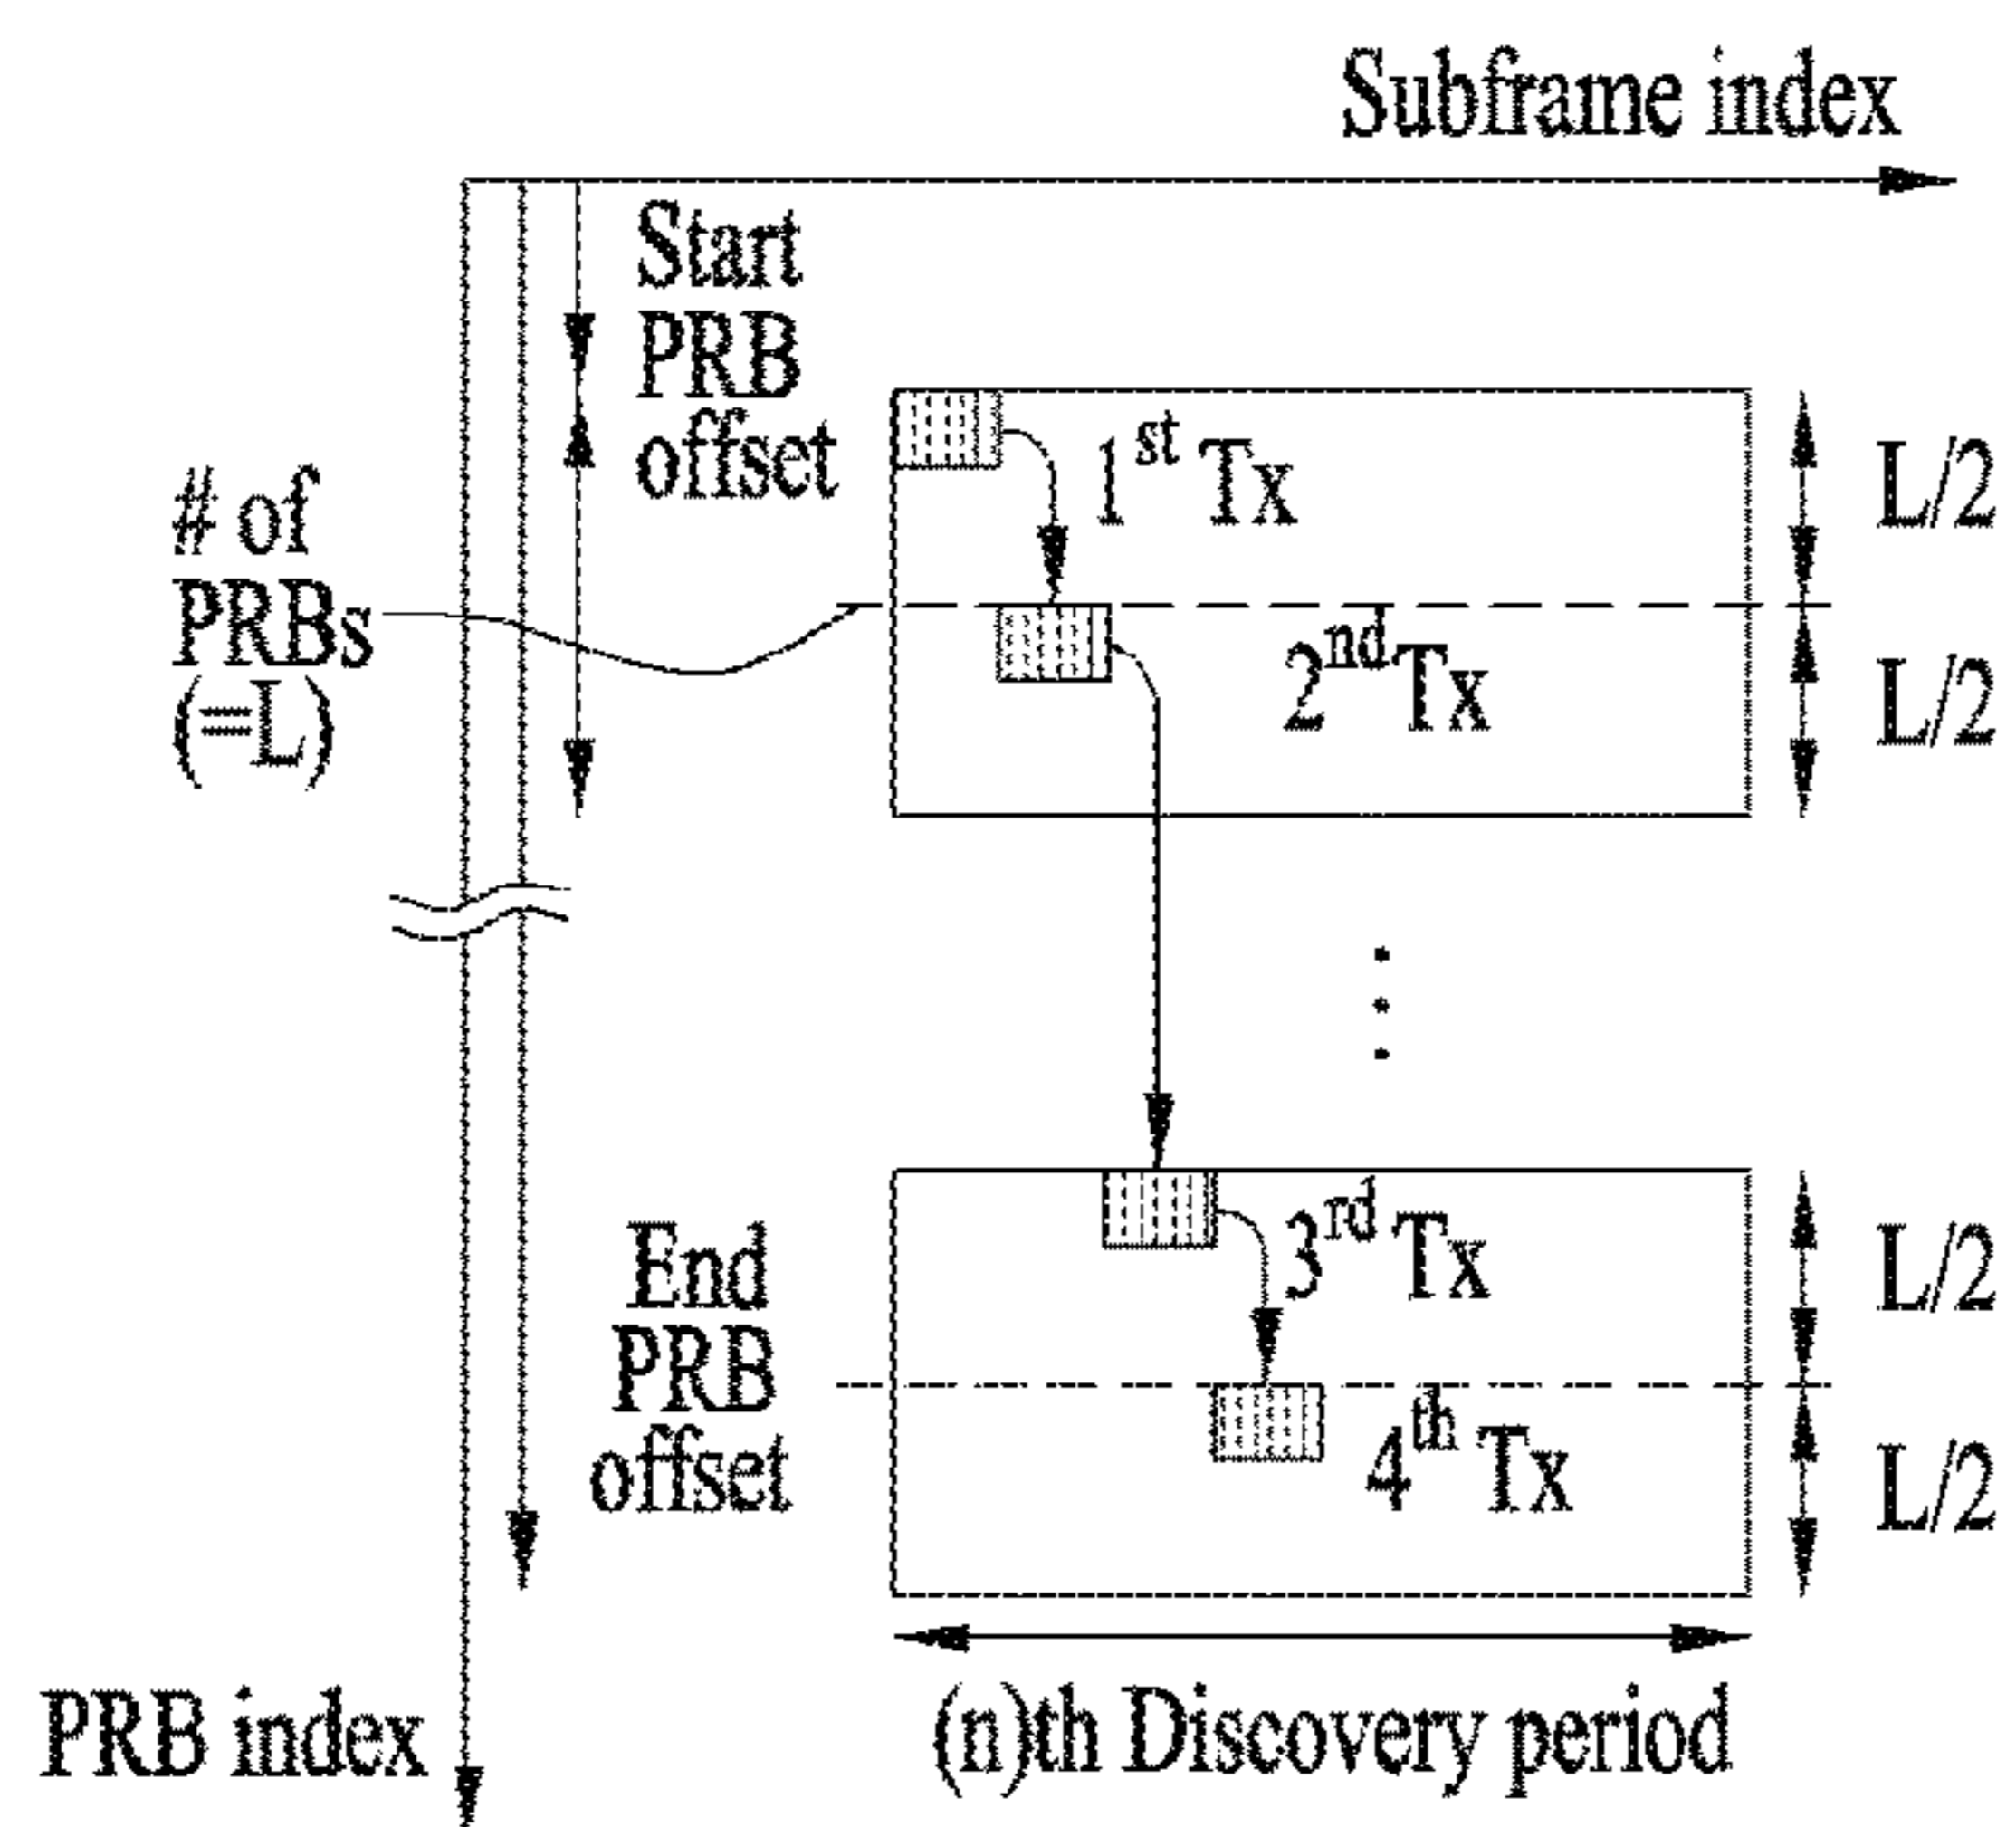 Subframe index
Start
PRB
offset
# of
PRBs
(=L)
1st Tx
L/2
2nd Tx
L/2
End
PRB
offset
3rd Tx
L/2
4th Tx
L/2
PRB index
(n)th Discovery period